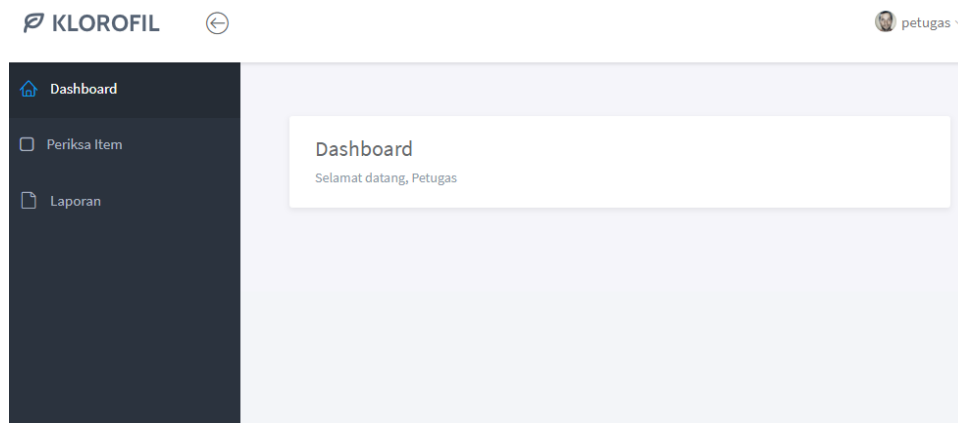 KLOROFIL
petugas
Dashboard
Periksa Item
Laporan
Dashboard
Selamat datang, Petugas